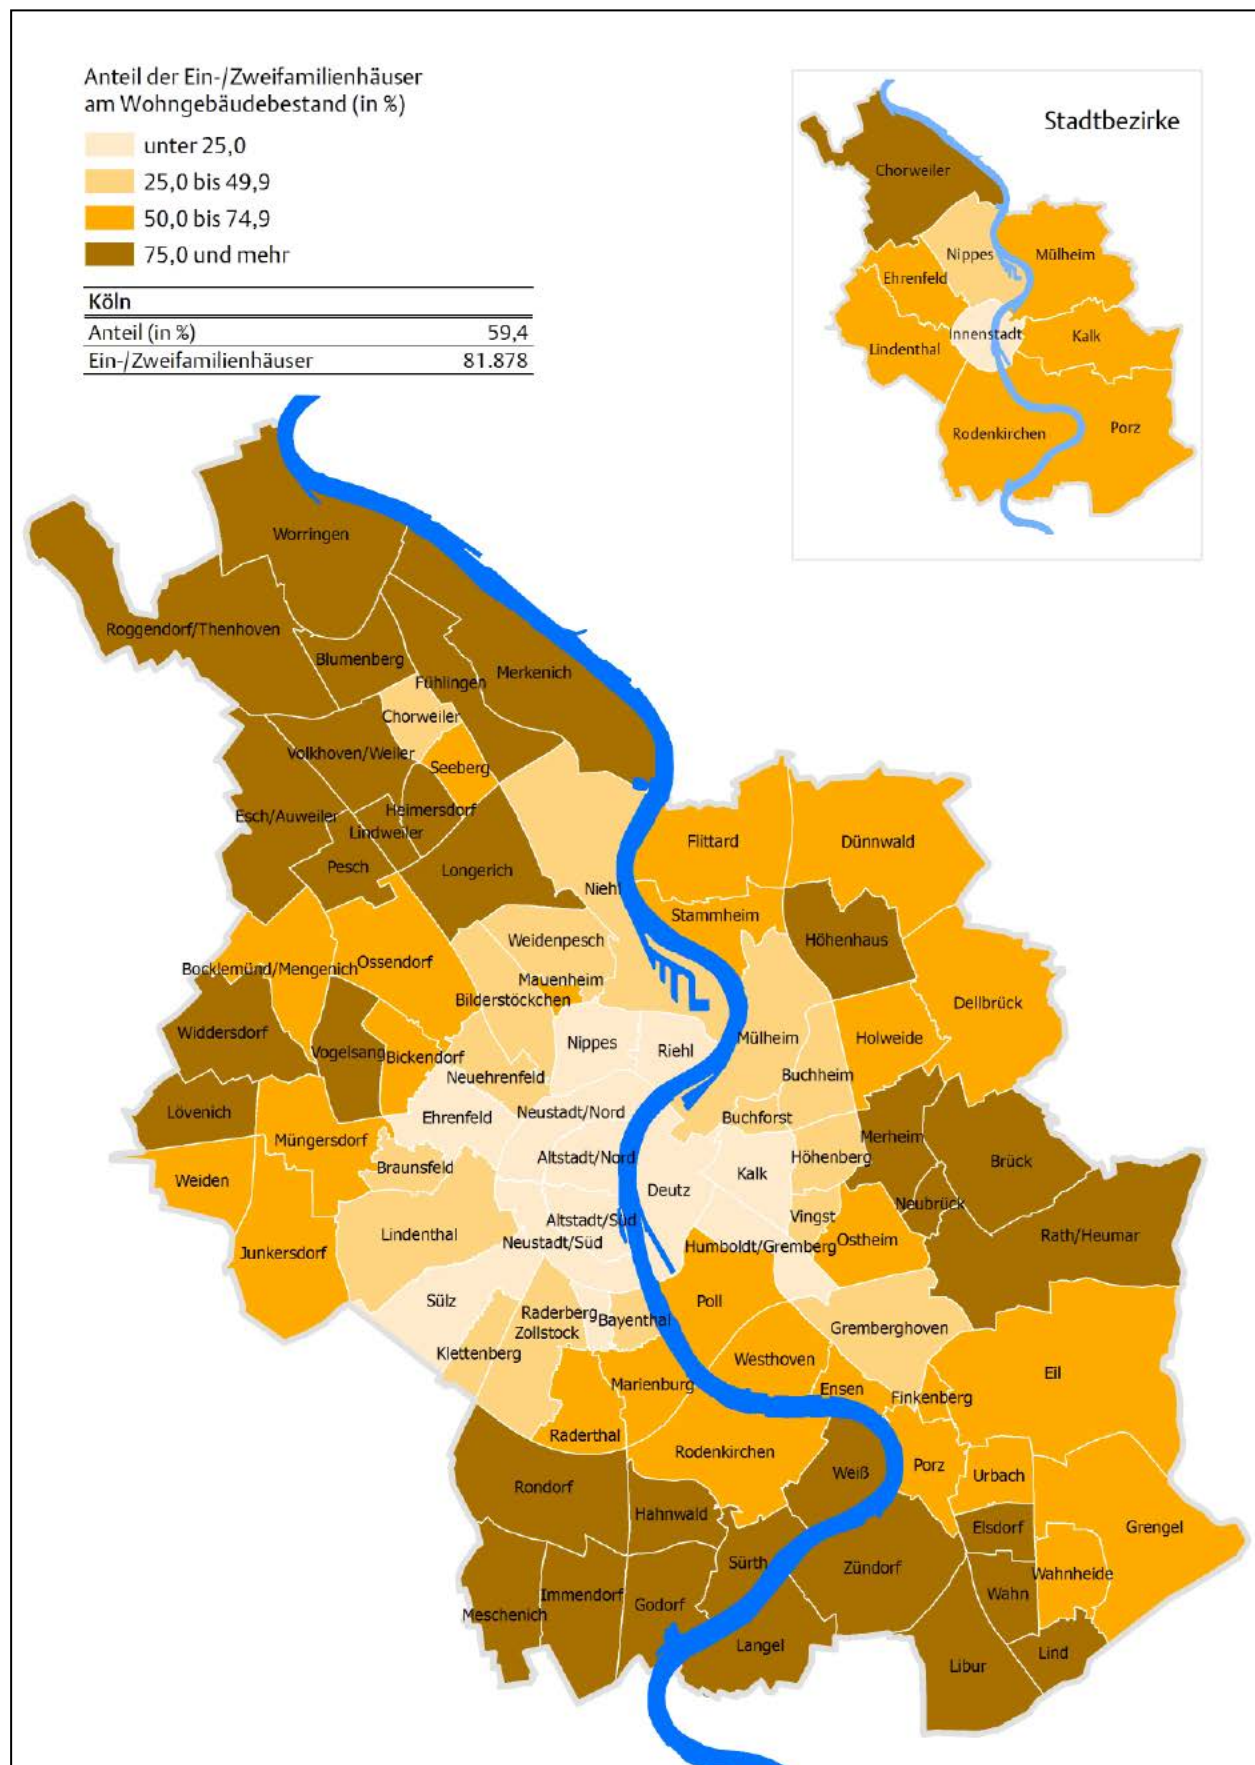 Anteil der Ein-/Zweifamilienhäuser
am Wohngebäudebestand (in %)
unter 25,0
25,0 bis 49,9
50,0 bis 74,9
75,0 und mehr
Köln
Anteil (in %) 59,4
Ein-/Zweifamilienhäuser 81.878
Stadtbezirke
Chorweiler
Nippes
Mülheim
Ehrenfeld
Innenstadt
Kalk
Lindenthal
Rodenkirchen
Porz
Worringen
Roggendorf/Thenhoven
Blumenberg
Fühlingen
Merkenich
Chorweiler
Volkhoven/Weiler
Seeberg
Heimersdorf
Esch/Auweiler
Lindweiler
Pesch
Longerich
Niehl
Flittard
Dünnwald
Stammheim
Höhenhaus
Weidenpesch
Ossendorf
Bocklemünd/Mengenich
Mauenheim
Bilderstöckchen
Dellbrück
Widdersdorf
Vogelsang
Bickendorf
Nippes
Riehl
Mülheim
Holweide
Neuehrenfeld
Buchheim
Lövenich
Ehrenfeld
Neustadt/Nord
Buchforst
Müngersdorf
Merheim
Braunsfeld
Altstadt/Nord
Höhenberg
Brück
Weiden
Kalk
Deutz
Neubrück
Altstadt/Süd
Vingst
Lindenthal
Neustadt/Süd
Humboldt/Gremberg
Ostheim
Rath/Heumar
Junkersdorf
Sülz
Poll
Raderberg
Bayenthal
Zollstock
Gremberghoven
Klettenberg
Westhoven
Eil
Marienburg
Ensen
Finkenberg
Raderthal
Rodenkirchen
Porz
Weiß
Urbach
Rondorf
Hahnwald
Elsdorf
Grengel
Sürth
Zündorf
Wahnheide
Immendorf
Wahn
Godorf
Meschenich
Langel
Lind
Libur